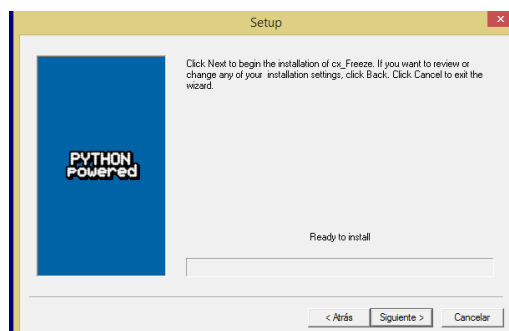 Setup
Click Next to begin the installation of cx_Freeze. If you want to review or
change any of your installation settings, click Back. Click Cancel to exit the
wizard.
PYTHON
Powered
Ready to install
< Atrás
Siguiente >
Cancelar